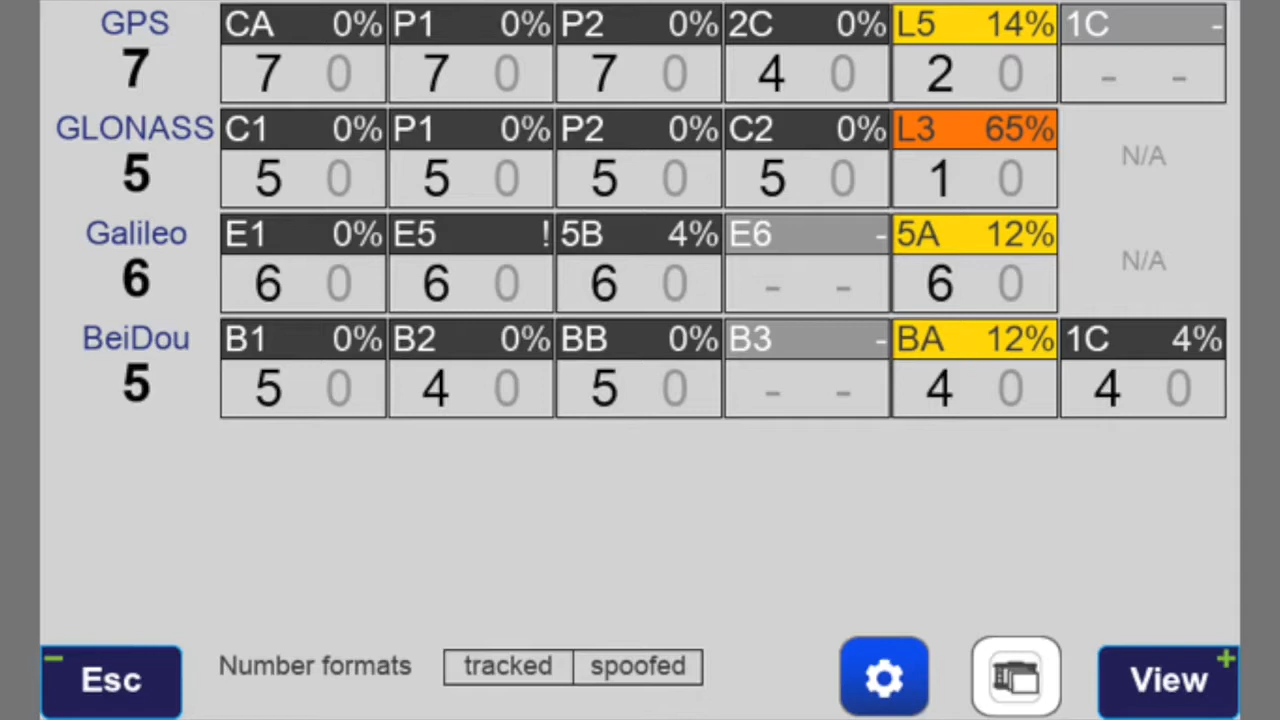 GPS CA 0% P1 0% P2 0% 2C 0% L5 14% 1C -
7 7 0 7 0 7 0 4 0 2 0 - -
GLONASS C1 0% P1 0% P2 0% C2 0% L3 65% N/A
5 5 0 5 0 5 0 5 0 1 0
Galileo E1 0% E5 ! 5B 4% E6 - 5A 12% N/A
6 6 0 6 0 6 0 - - 6 0
BeiDou B1 0% B2 0% BB 0% B3 - BA 12% 1C 4%
5 5 0 4 0 5 0 - - 4 0 4 0
Esc Number formats tracked spoofed View